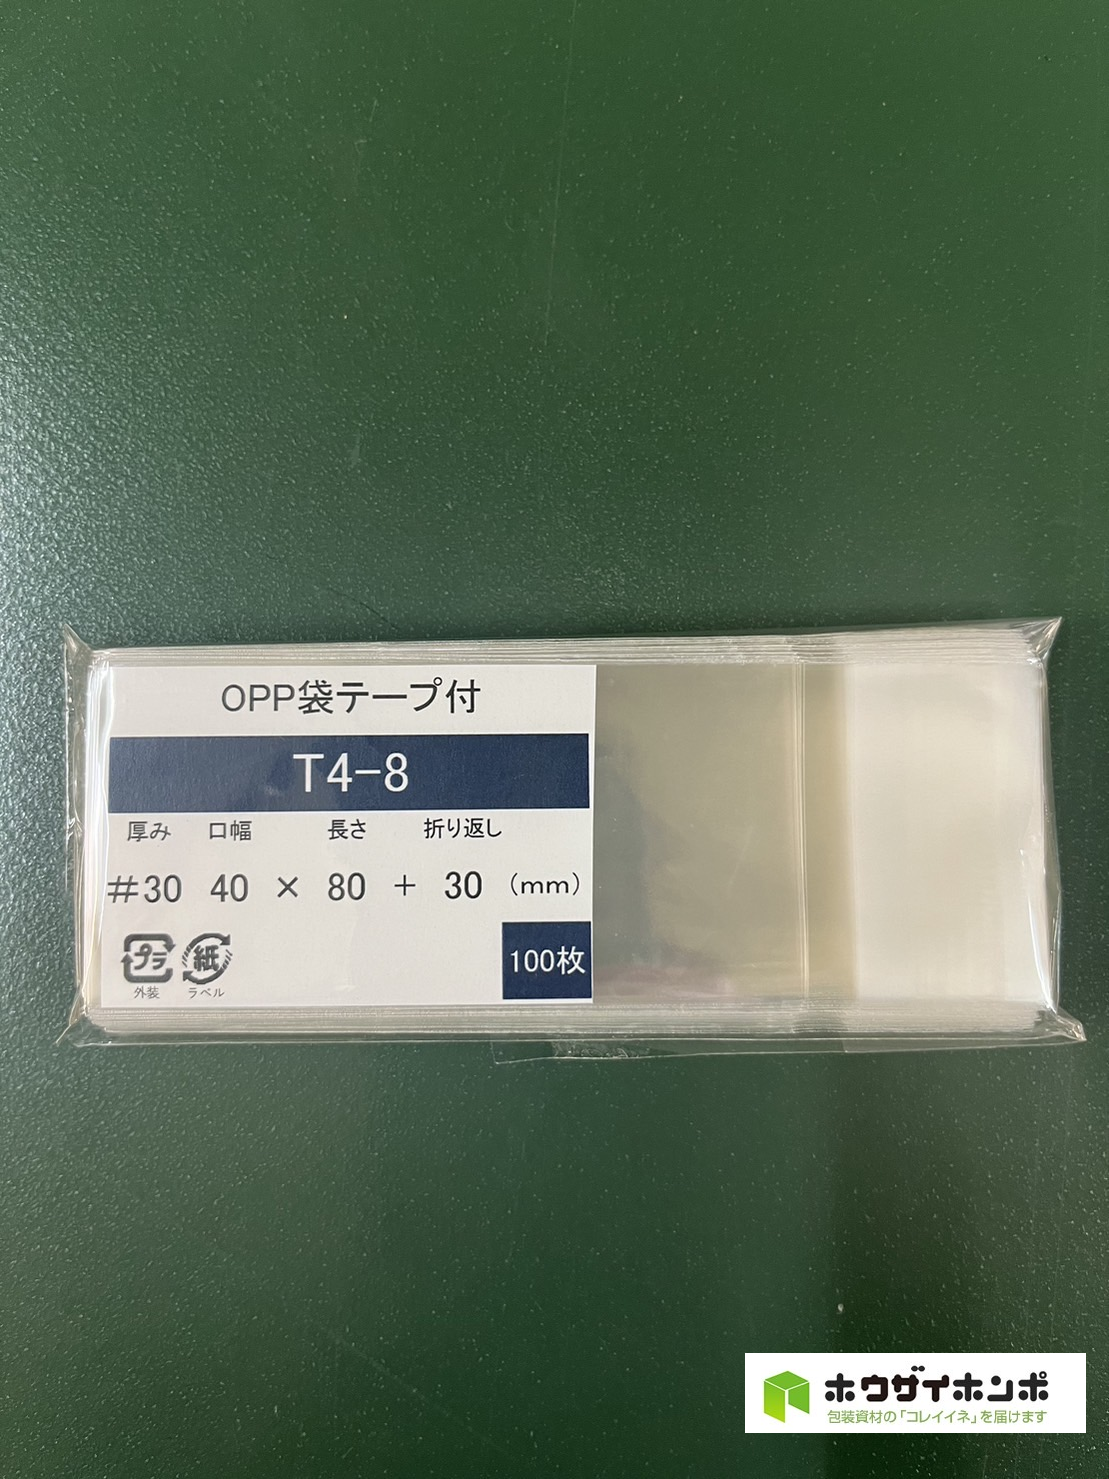 OPP袋テープ付
T4-8
厚み 口幅 長さ 折り返し
#30 40 × 80 + 30 (mm)
プラ 紙
外装 ラベル
100枚
ホウザイホンポ
包装資材の「コレイイネ」を届けます